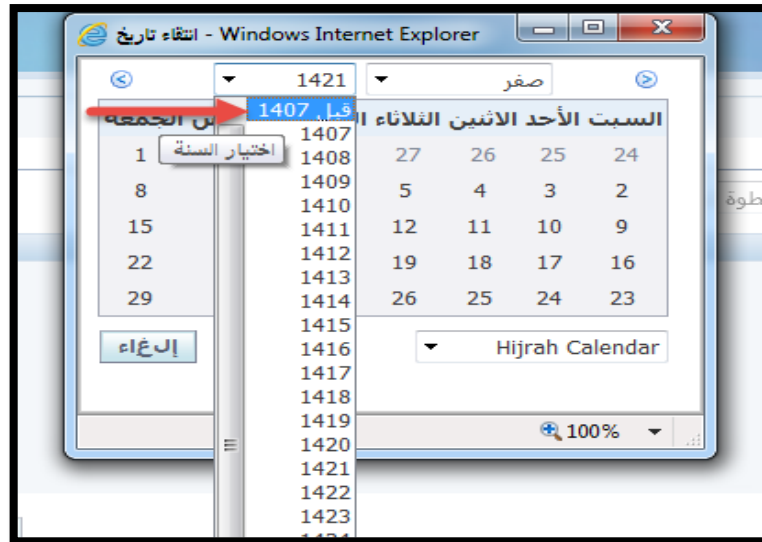 انتقاء تاريخ - Windows Internet Explorer
صفر
1421
السبت الأحد الاثنين الثلاثاء الجمعة
24 25 26 27 1
2 3 4 5 8
9 10 11 12 15
16 17 18 19 22
23 24 25 26 29
قبل 1407
1407
1408
1409
1410
1411
1412
1413
1414
1415
1416
1417
1418
1419
1420
1421
1422
1423
اختيار السنة
Hijrah Calendar
إلغاء
100%
طوة